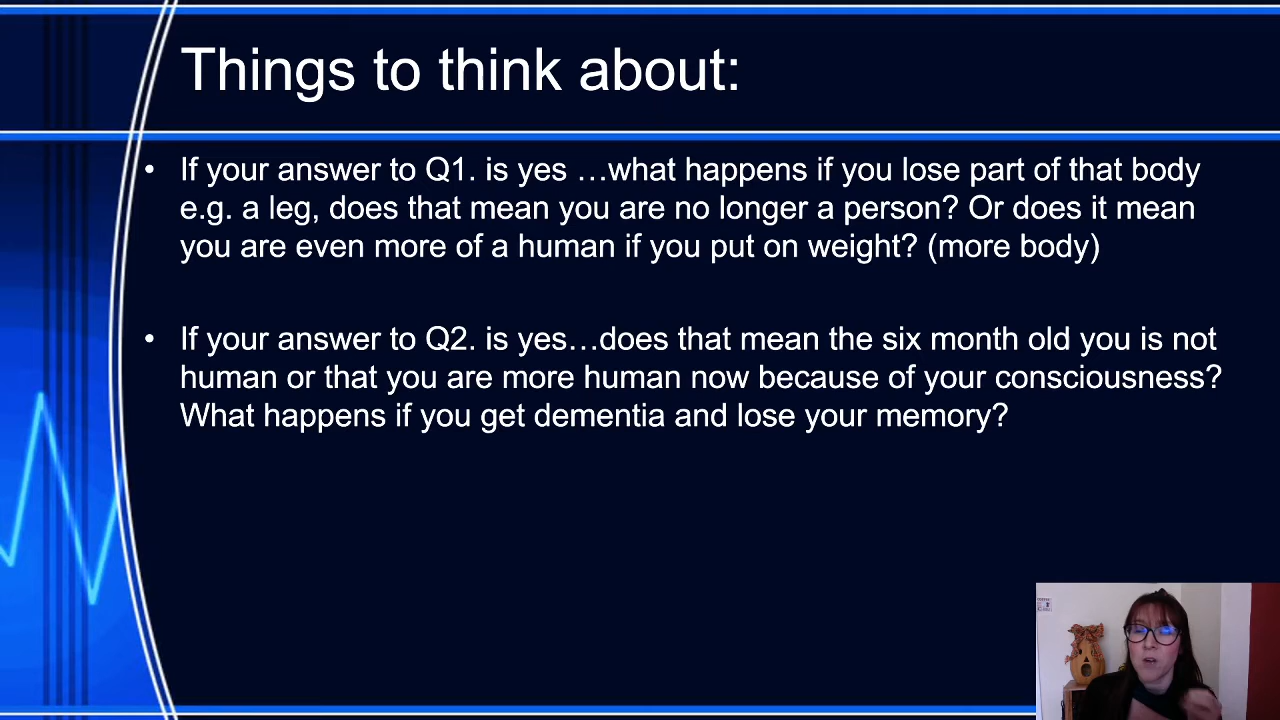 Things to think about:
• If your answer to Q1. is yes …what happens if you lose part of that body
e.g. a leg, does that mean you are no longer a person? Or does it mean
you are even more of a human if you put on weight? (more body)
• If your answer to Q2. is yes…does that mean the six month old you is not
human or that you are more human now because of your consciousness?
What happens if you get dementia and lose your memory?